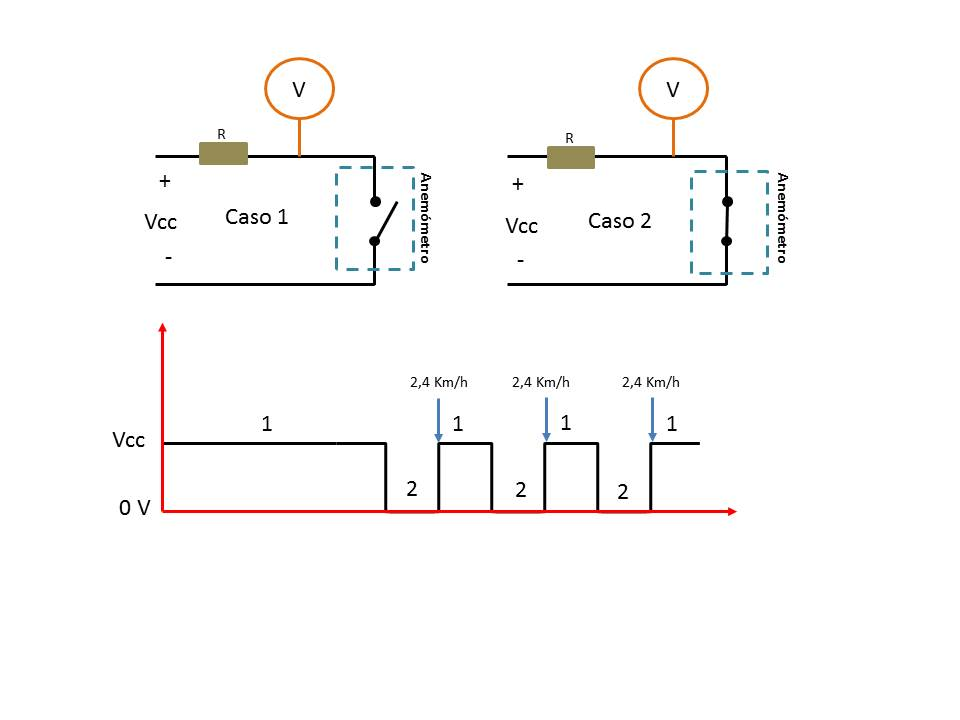 V
V
R
R
+
Vcc
-
Caso 1
Anemómetro
+
Vcc
-
Caso 2
Anemómetro
2,4 Km/h
2,4 Km/h
2,4 Km/h
1
1
1
1
Vcc
2
2
2
0 V